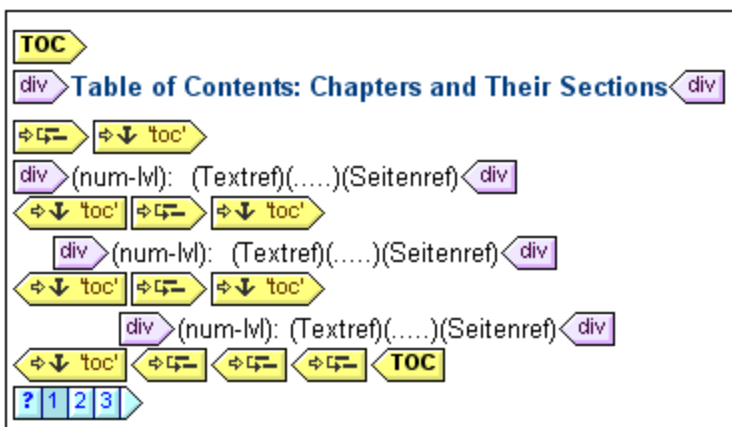 TOC
div Table of Contents: Chapters and Their Sections div
'toc'
div (num-lvl): (Textref)(.....)(Seitenref) div
'toc' 'toc'
div (num-lvl): (Textref)(.....)(Seitenref) div
'toc' 'toc'
div (num-lvl): (Textref)(.....)(Seitenref) div
'toc' TOC
? 1 2 3